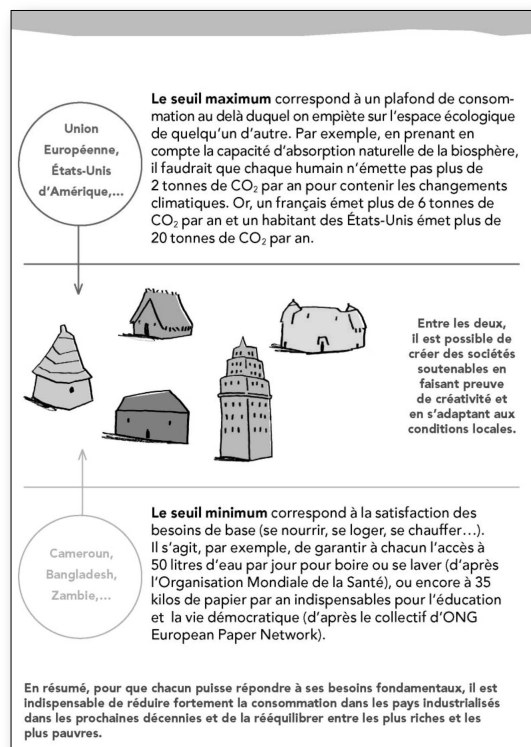 Le seuil maximum correspond à un plafond de consom-
mation au delà duquel on empiète sur l'espace écologique
de quelqu'un d'autre. Par exemple, en prenant en
compte la capacité d'absorption naturelle de la biosphère,
il faudrait que chaque humain n'émette pas plus de
2 tonnes de CO₂ par an pour contenir les changements
climatiques. Or, un français émet plus de 6 tonnes de
CO₂ par an et un habitant des États-Unis émet plus de
20 tonnes de CO₂ par an.
Union
Européenne,
États-Unis
d'Amérique,...
Entre les deux,
il est possible de
créer des sociétés
soutenables en
faisant preuve
de créativité et
en s'adaptant aux
conditions locales.
Le seuil minimum correspond à la satisfaction des
besoins de base (se nourrir, se loger, se chauffer…).
Il s'agit, par exemple, de garantir à chacun l'accès à
50 litres d'eau par jour pour boire ou se laver (d'après
l'Organisation Mondiale de la Santé), ou encore à 35
kilos de papier par an indispensables pour l'éducation
et la vie démocratique (d'après le collectif d'ONG
European Paper Network).
Cameroun,
Bangladesh,
Zambie,...
En résumé, pour que chacun puisse répondre à ses besoins fondamentaux, il est
indispensable de réduire fortement la consommation dans les pays industrialisés
dans les prochaines décennies et de la rééquilibrer entre les plus riches et les
plus pauvres.